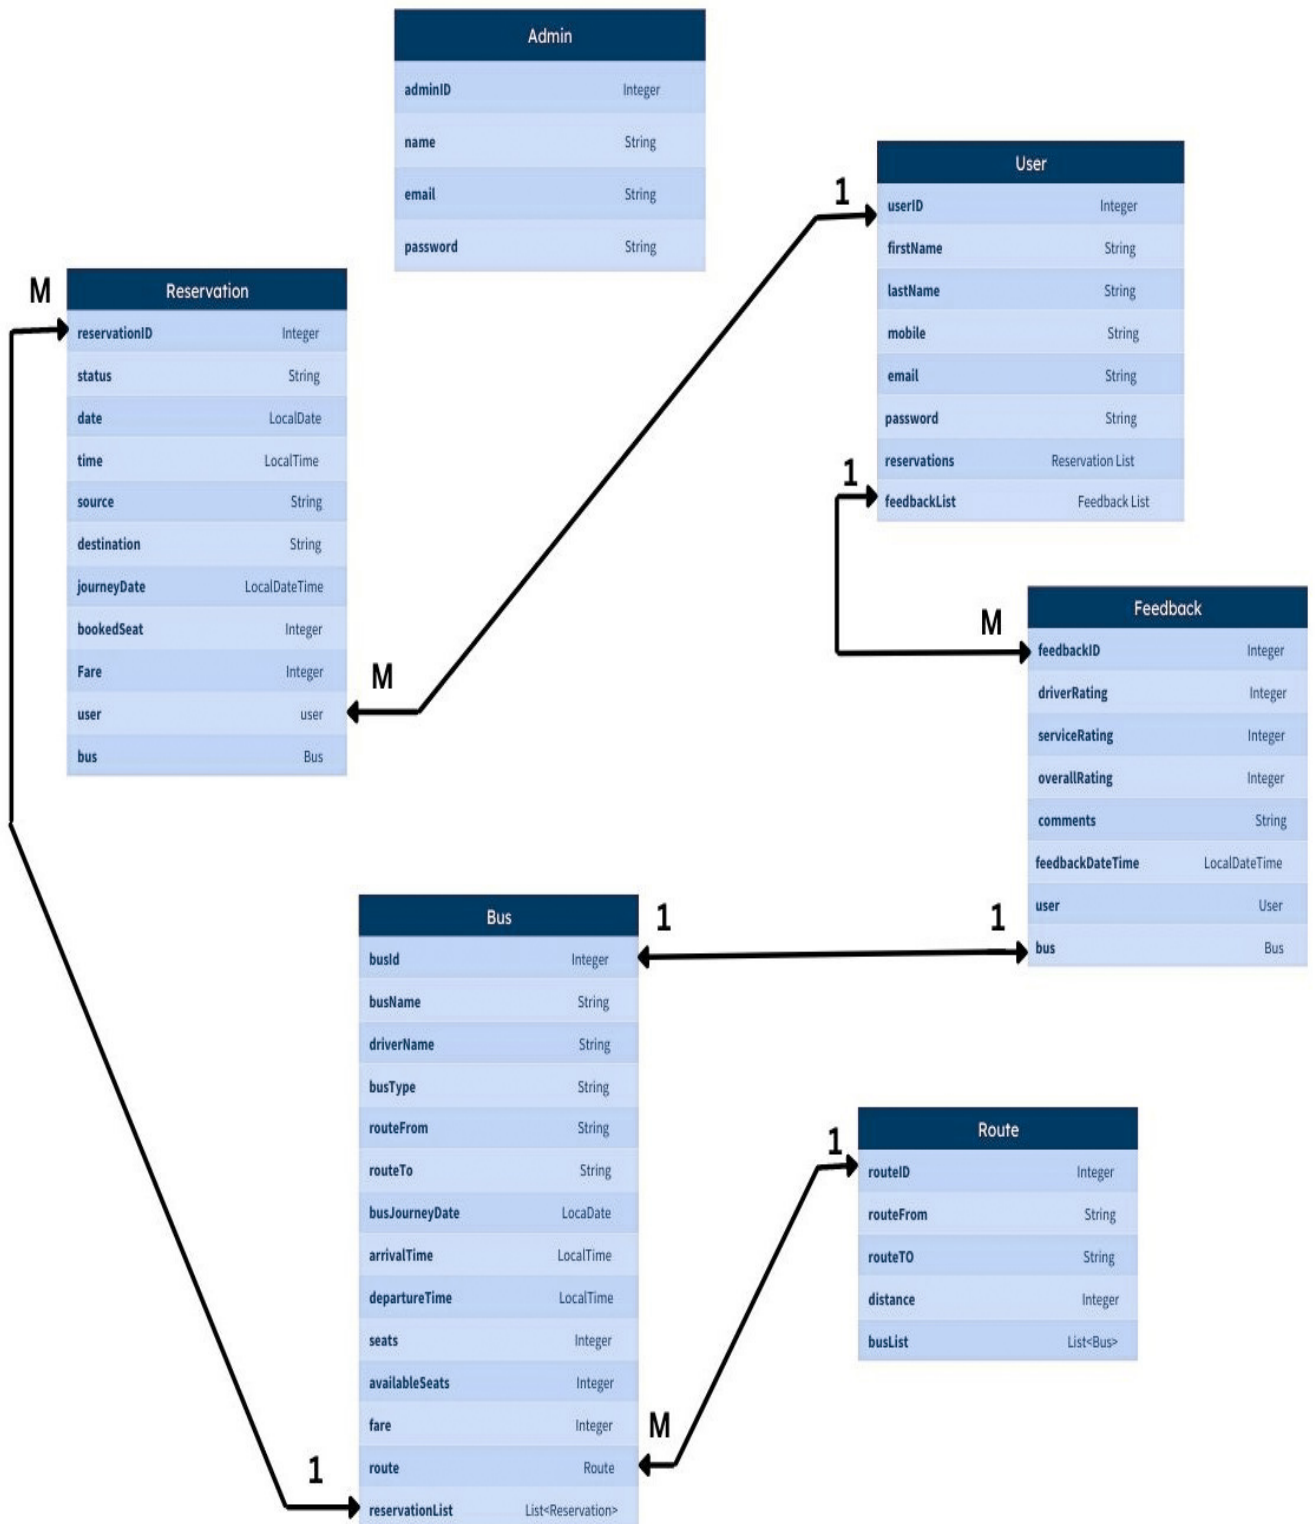 Admin
adminID Integer
name String
email String
password String
1
User
userID Integer
firstName String
lastName String
mobile String
email String
password String
reservations Reservation List
feedbackList Feedback List
1
M
Reservation
reservationID Integer
status String
date LocalDate
time LocalTime
source String
destination String
journeyDate LocalDateTime
bookedSeat Integer
Fare Integer
user user
bus Bus
M
M
Feedback
feedbackID Integer
driverRating Integer
serviceRating Integer
overallRating Integer
comments String
feedbackDateTime LocalDateTime
user User
bus Bus
1
1
Bus
busId Integer
busName String
driverName String
busType String
routeFrom String
routeTo String
busJourneyDate LocaDate
arrivalTime LocalTime
departureTime LocalTime
seats Integer
availableSeats Integer
fare Integer
route Route
reservationList List<Reservation>
1
M
1
Route
routeID Integer
routeFrom String
routeTO String
distance Integer
busList List<Bus>